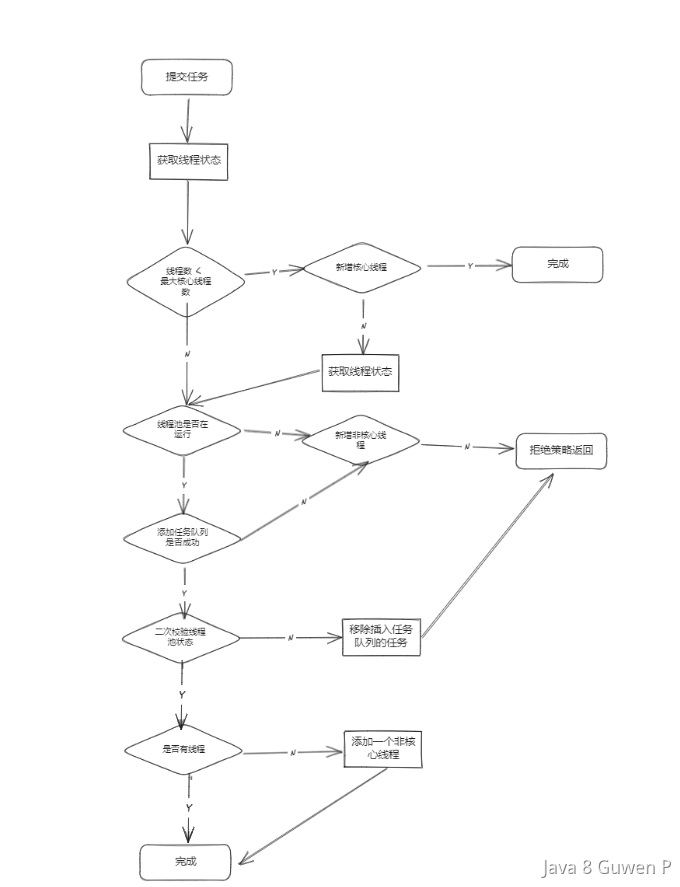 提交任务
获取线程状态
线程数 <
最大核心线程
数
Y
新增核心线程
Y
完成
N
N
获取线程状态
线程池是否在
运行
N
新增非核心线
程
N
拒绝策略返回
Y
N
添加任务队列
是否成功
Y
二次校验线程
池状态
N
移除插入任务
队列的任务
Y
是否有线程
N
添加一个非核
心线程
Y
完成
Java 8 Guwen P